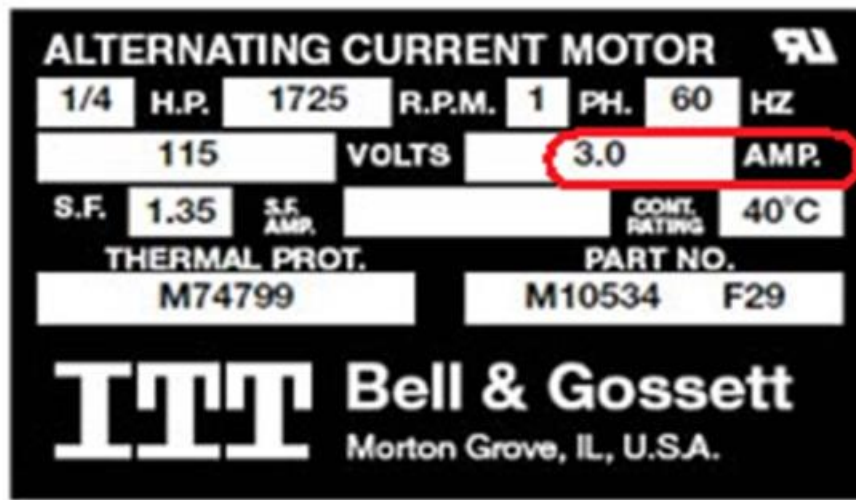 ALTERNATING CURRENT MOTOR RU
1/4 H.P. 1725 R.P.M. 1 PH. 60 HZ
115 VOLTS 3.0 AMP.
S.F. 1.35 S.F. AMP. CONT. RATING 40°C
THERMAL PROT. PART NO.
M74799 M10534 F29
ITT Bell & Gossett
Morton Grove, IL, U.S.A.